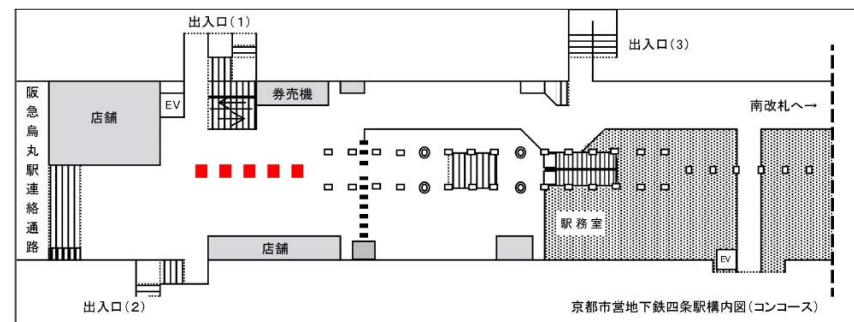 出入口(1)
出入口(3)
阪急烏丸駅連絡通路
店舗
EV
券売機
南改札へ→
駅務室
店舗
EV
出入口(2)
京都市営地下鉄四条駅構内図(コンコース)